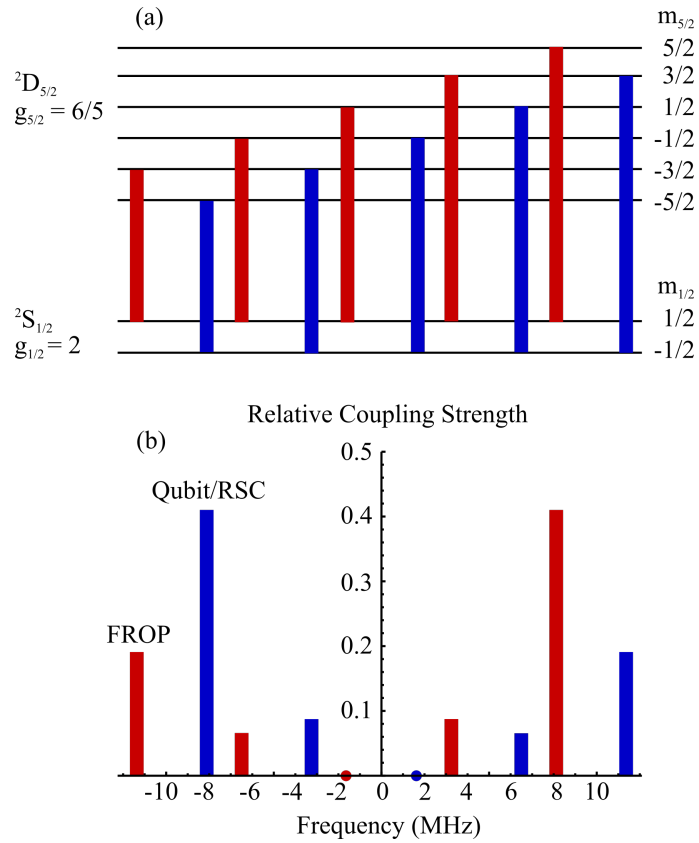 (a)
m5/2
5/2
²D5/2
3/2
g5/2 = 6/5
1/2
-1/2
-3/2
-5/2
m1/2
²S1/2
1/2
g1/2 = 2
-1/2
Relative Coupling Strength
(b)
0.5
Qubit/RSC
0.4
0.3
FROP
0.2
0.1
-10 -8 -6 -4 -2 0 2 4 6 8 10
Frequency (MHz)